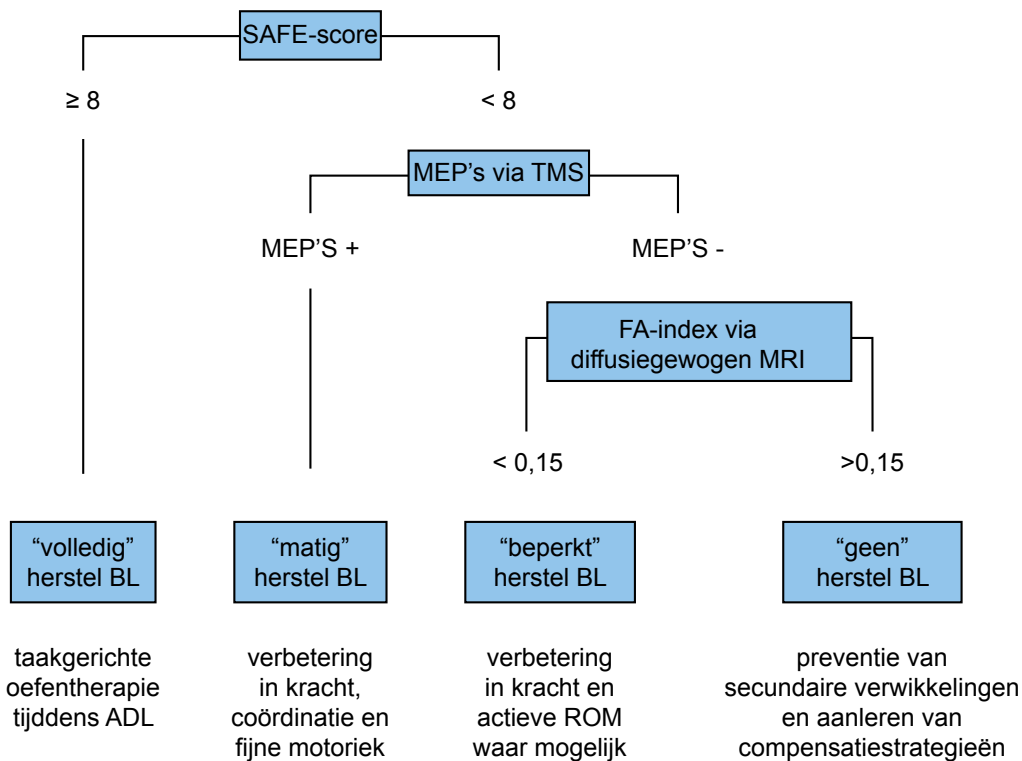 SAFE-score
≥ 8
< 8
MEP’s via TMS
MEP’S +
MEP’S -
FA-index via
diffusiegewogen MRI
< 0,15
>0,15
“volledig”
herstel BL
“matig”
herstel BL
“beperkt”
herstel BL
“geen”
herstel BL
taakgerichte
oefentherapie
tijddens ADL
verbetering
in kracht,
coördinatie en
fijne motoriek
verbetering
in kracht en
actieve ROM
waar mogelijk
preventie van
secundaire verwikkelingen
en aanleren van
compensatiestrategieën